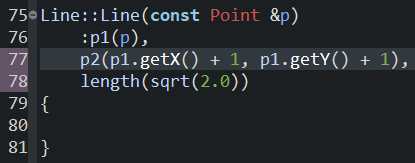 75 Line::Line(const Point &p)
76     :p1(p),
77     p2(p1.getX() + 1, p1.getY() + 1),
78     length(sqrt(2.0))
79 {
80
81 }